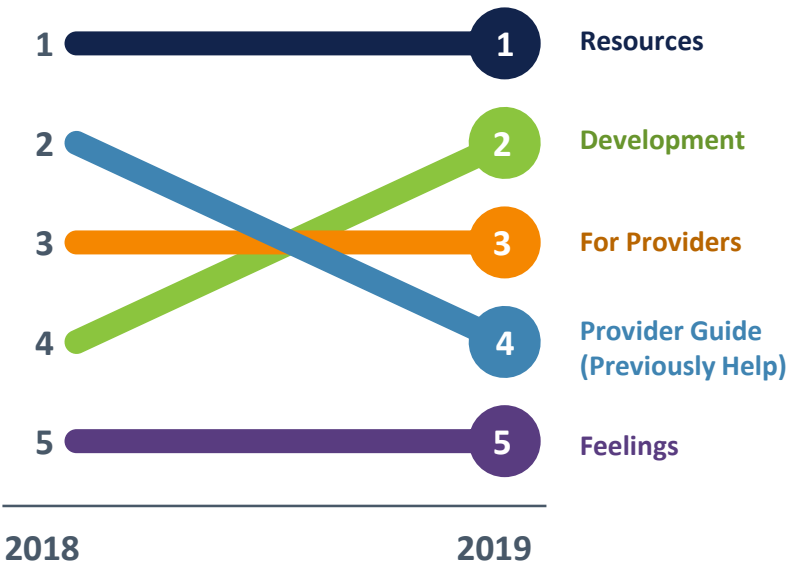 1 1 Resources
2 2 Development
3 3 For Providers
4 4 Provider Guide
(Previously Help)
5 5 Feelings
2018 2019